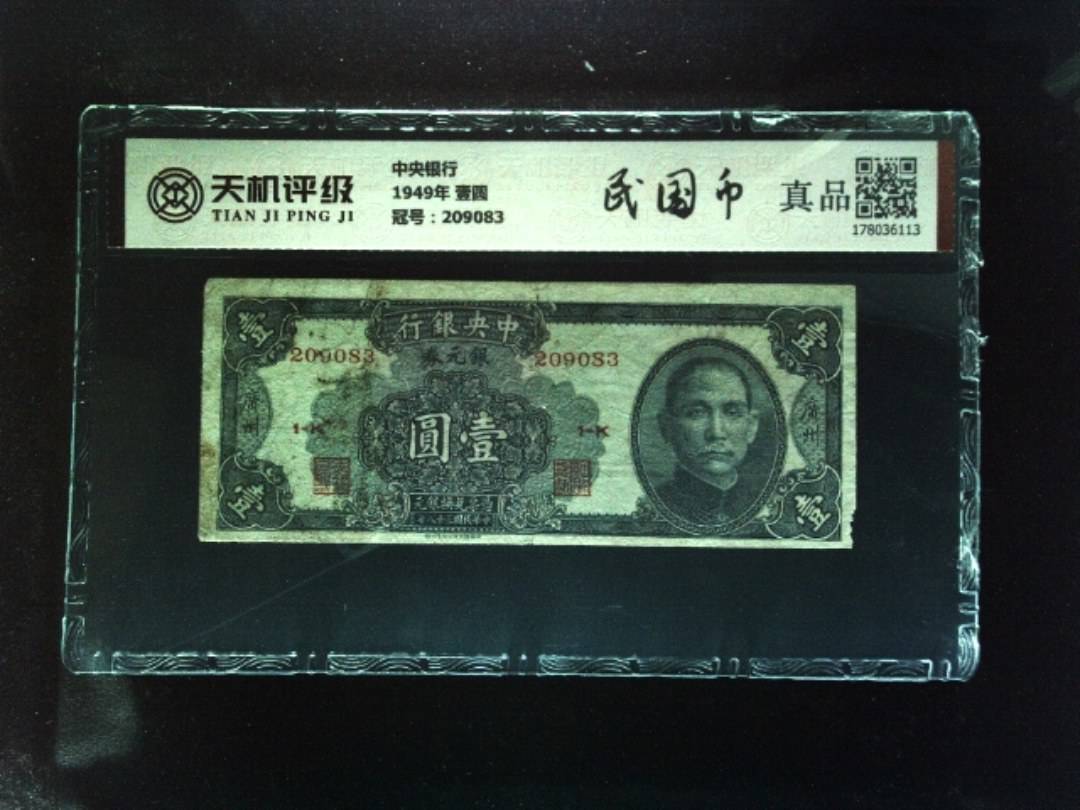 天机评级
TIAN JI PING JI
中央银行
1949年 壹圆
冠号：209083
民国币
真品
178036113
壹
行銀央中
壹
209083
券元銀
209083
廣州
1-K
圓壹
1-K
廣州
壹
壹